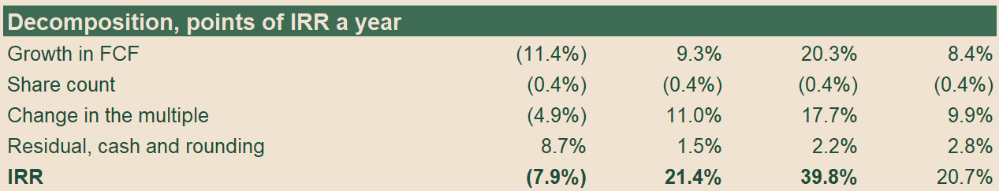 Decomposition, points of IRR a year
Growth in FCF (11.4%) 9.3% 20.3% 8.4%
Share count (0.4%) (0.4%) (0.4%) (0.4%)
Change in the multiple (4.9%) 11.0% 17.7% 9.9%
Residual, cash and rounding 8.7% 1.5% 2.2% 2.8%
IRR (7.9%) 21.4% 39.8% 20.7%